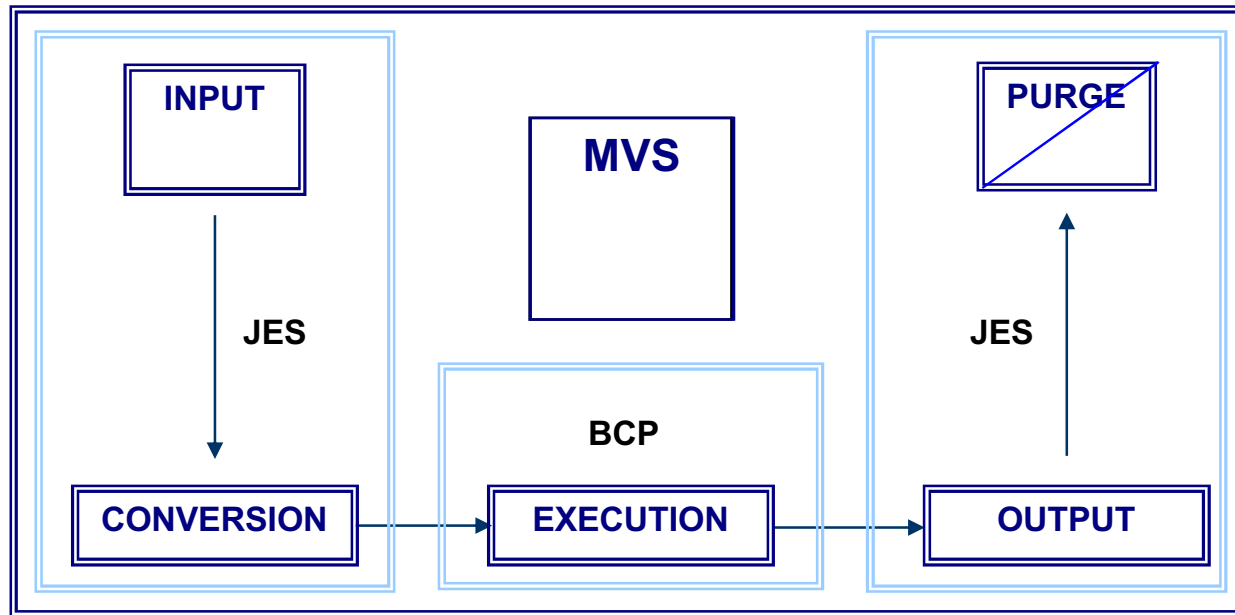 INPUT
PURGE
MVS
JES
JES
BCP
CONVERSION
EXECUTION
OUTPUT